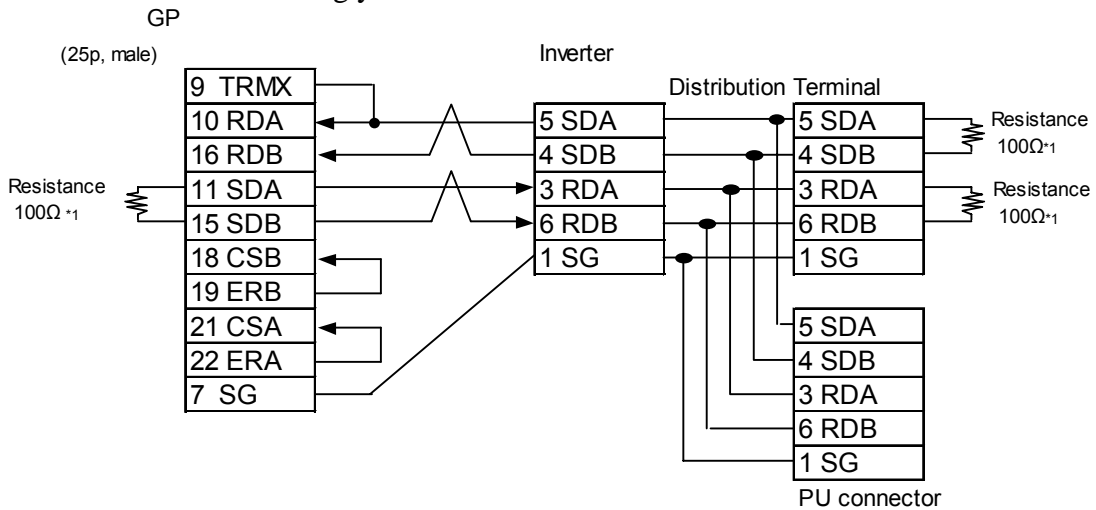 GP
(25p, male)
9 TRMX
10 RDA
16 RDB
11 SDA
15 SDB
18 CSB
19 ERB
21 CSA
22 ERA
7 SG
Resistance
100Ω *1
Inverter
5 SDA
4 SDB
3 RDA
6 RDB
1 SG
Distribution Terminal
5 SDA
4 SDB
3 RDA
6 RDB
1 SG
Resistance
100Ω*1
Resistance
100Ω*1
5 SDA
4 SDB
3 RDA
6 RDB
1 SG
PU connector